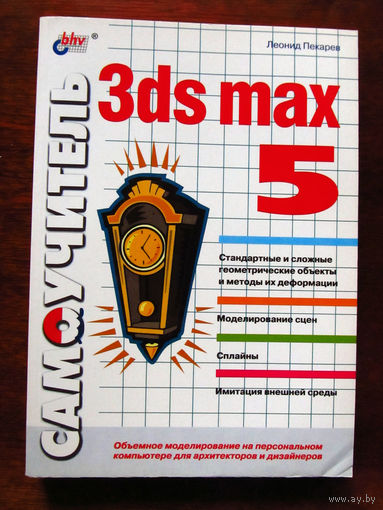 bhv®
Леонид Пекарев
САМОУЧИТЕЛЬ
3ds max
5
Стандартные и сложные
геометрические объекты
и методы их деформации
Моделирование сцен
Сплайны
Имитация внешней среды
Объемное моделирование на персональном
компьютере для архитекторов и дизайнеров
www.ay.by